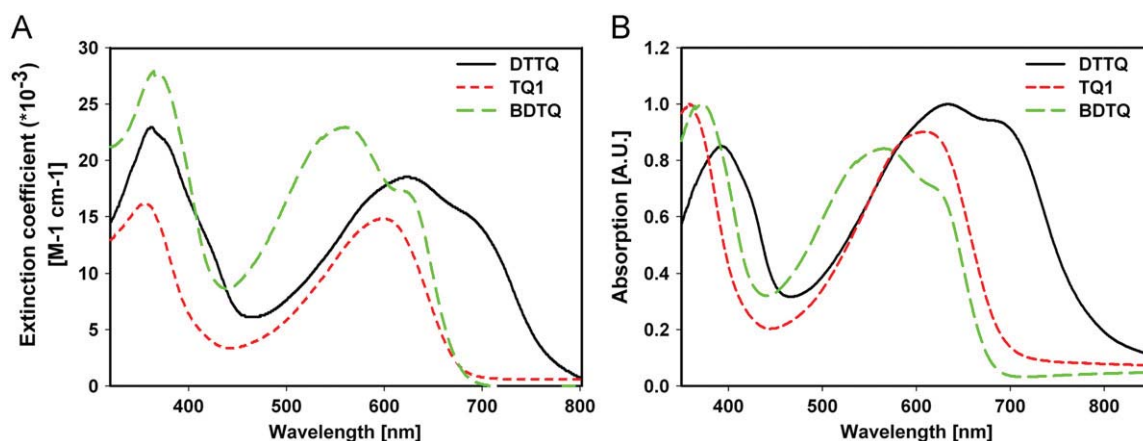 A
Extinction coefficient (*10⁻³)
[M-1 cm-1]
30
25
20
15
10
5
0
DTTQ
TQ1
BDTQ
400 500 600 700 800
Wavelength [nm]
B
Absorption [A.U.]
1.2
1.0
0.8
0.6
0.4
0.2
0.0
DTTQ
TQ1
BDTQ
400 500 600 700 800
Wavelength [nm]